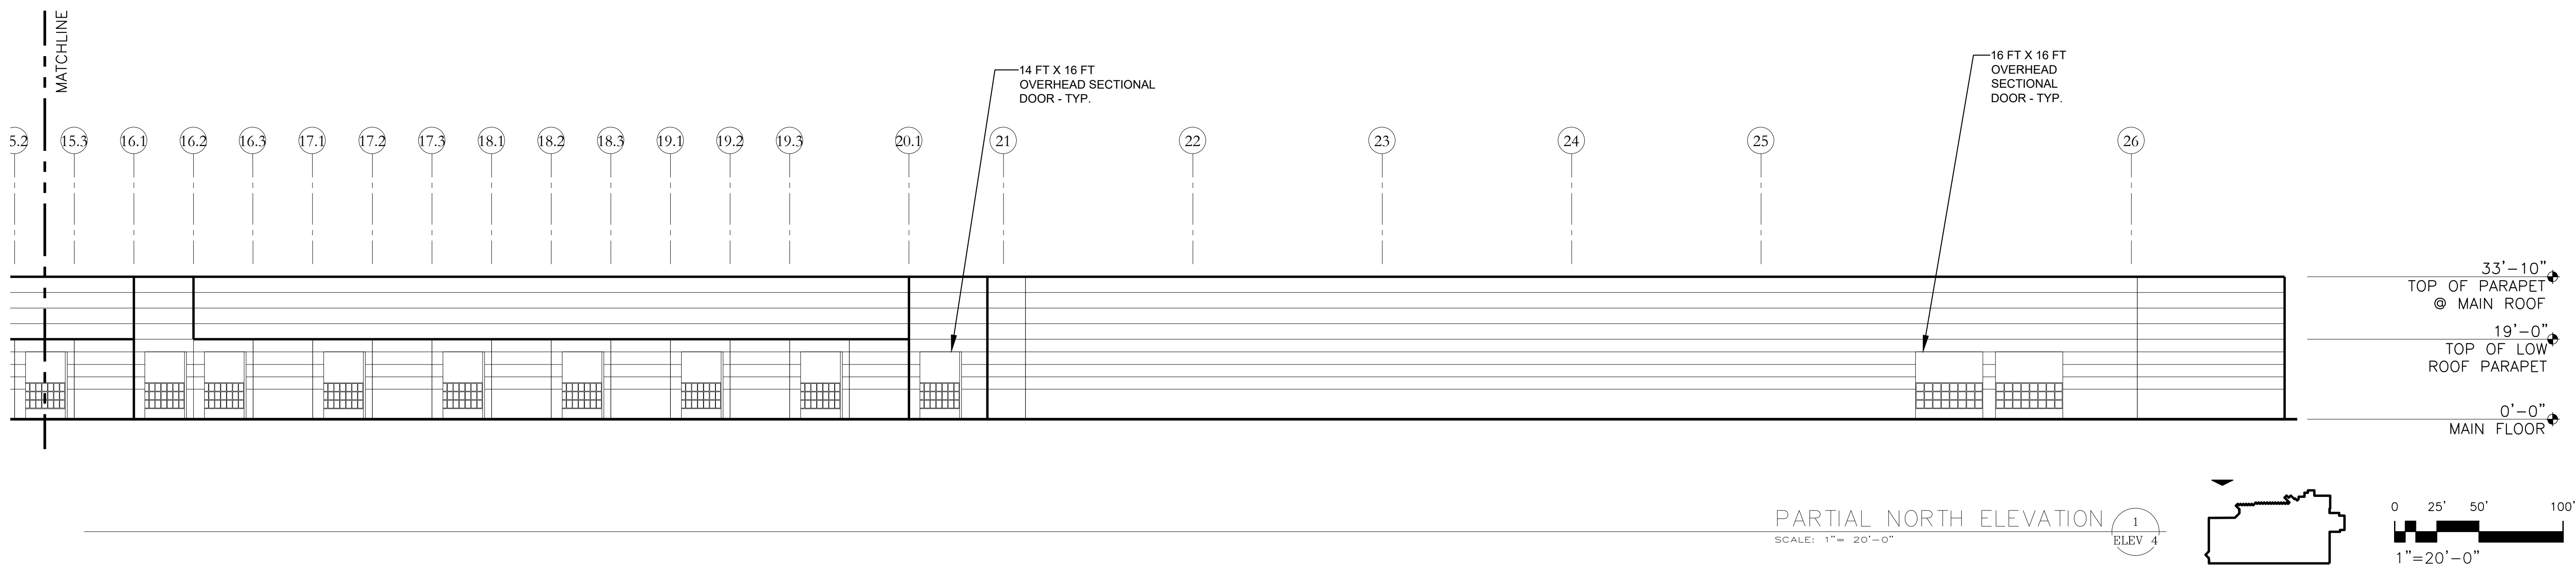 MATCHLINE
14 FT X 16 FT
OVERHEAD SECTIONAL
DOOR - TYP.
16 FT X 16 FT
OVERHEAD
SECTIONAL
DOOR - TYP.
5.2 15.3 16.1 16.2 16.3 17.1 17.2 17.3 18.1 18.2 18.3 19.1 19.2 19.3 20.1 21 22 23 24 25 26
33'-10"
TOP OF PARAPET
@ MAIN ROOF
19'-0"
TOP OF LOW
ROOF PARAPET
0'-0"
MAIN FLOOR
PARTIAL NORTH ELEVATION
SCALE: 1"= 20'-0"
1
ELEV 4
0 25' 50' 100'
1"=20'-0"